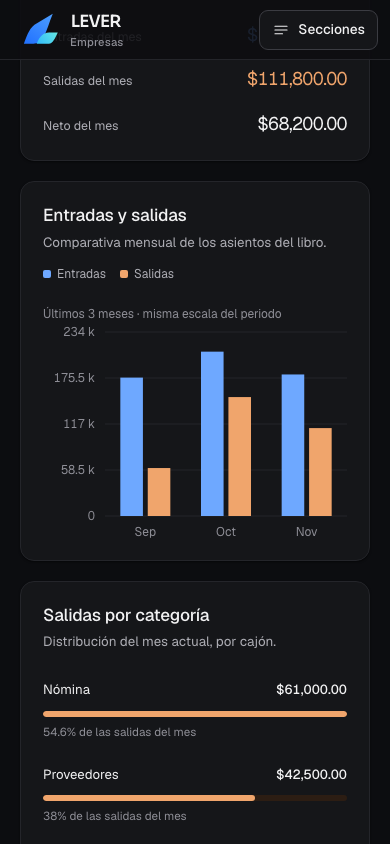 LEVER
Empresas
Secciones
Salidas del mes $111,800.00
Neto del mes $68,200.00
Entradas y salidas
Comparativa mensual de los asientos del libro.
Entradas Salidas
Últimos 3 meses · misma escala del periodo
234 k
175.5 k
117 k
58.5 k
0
Sep Oct Nov
Salidas por categoría
Distribución del mes actual, por cajón.
Nómina $61,000.00
54.6% de las salidas del mes
Proveedores $42,500.00
38% de las salidas del mes